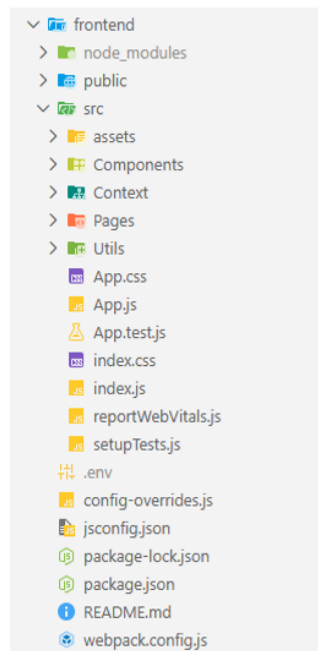 frontend
node_modules
public
src
assets
Components
Context
Pages
Utils
App.css
App.js
App.test.js
index.css
index.js
reportWebVitals.js
setupTests.js
.env
config-overrides.js
jsconfig.json
package-lock.json
package.json
README.md
webpack.config.js